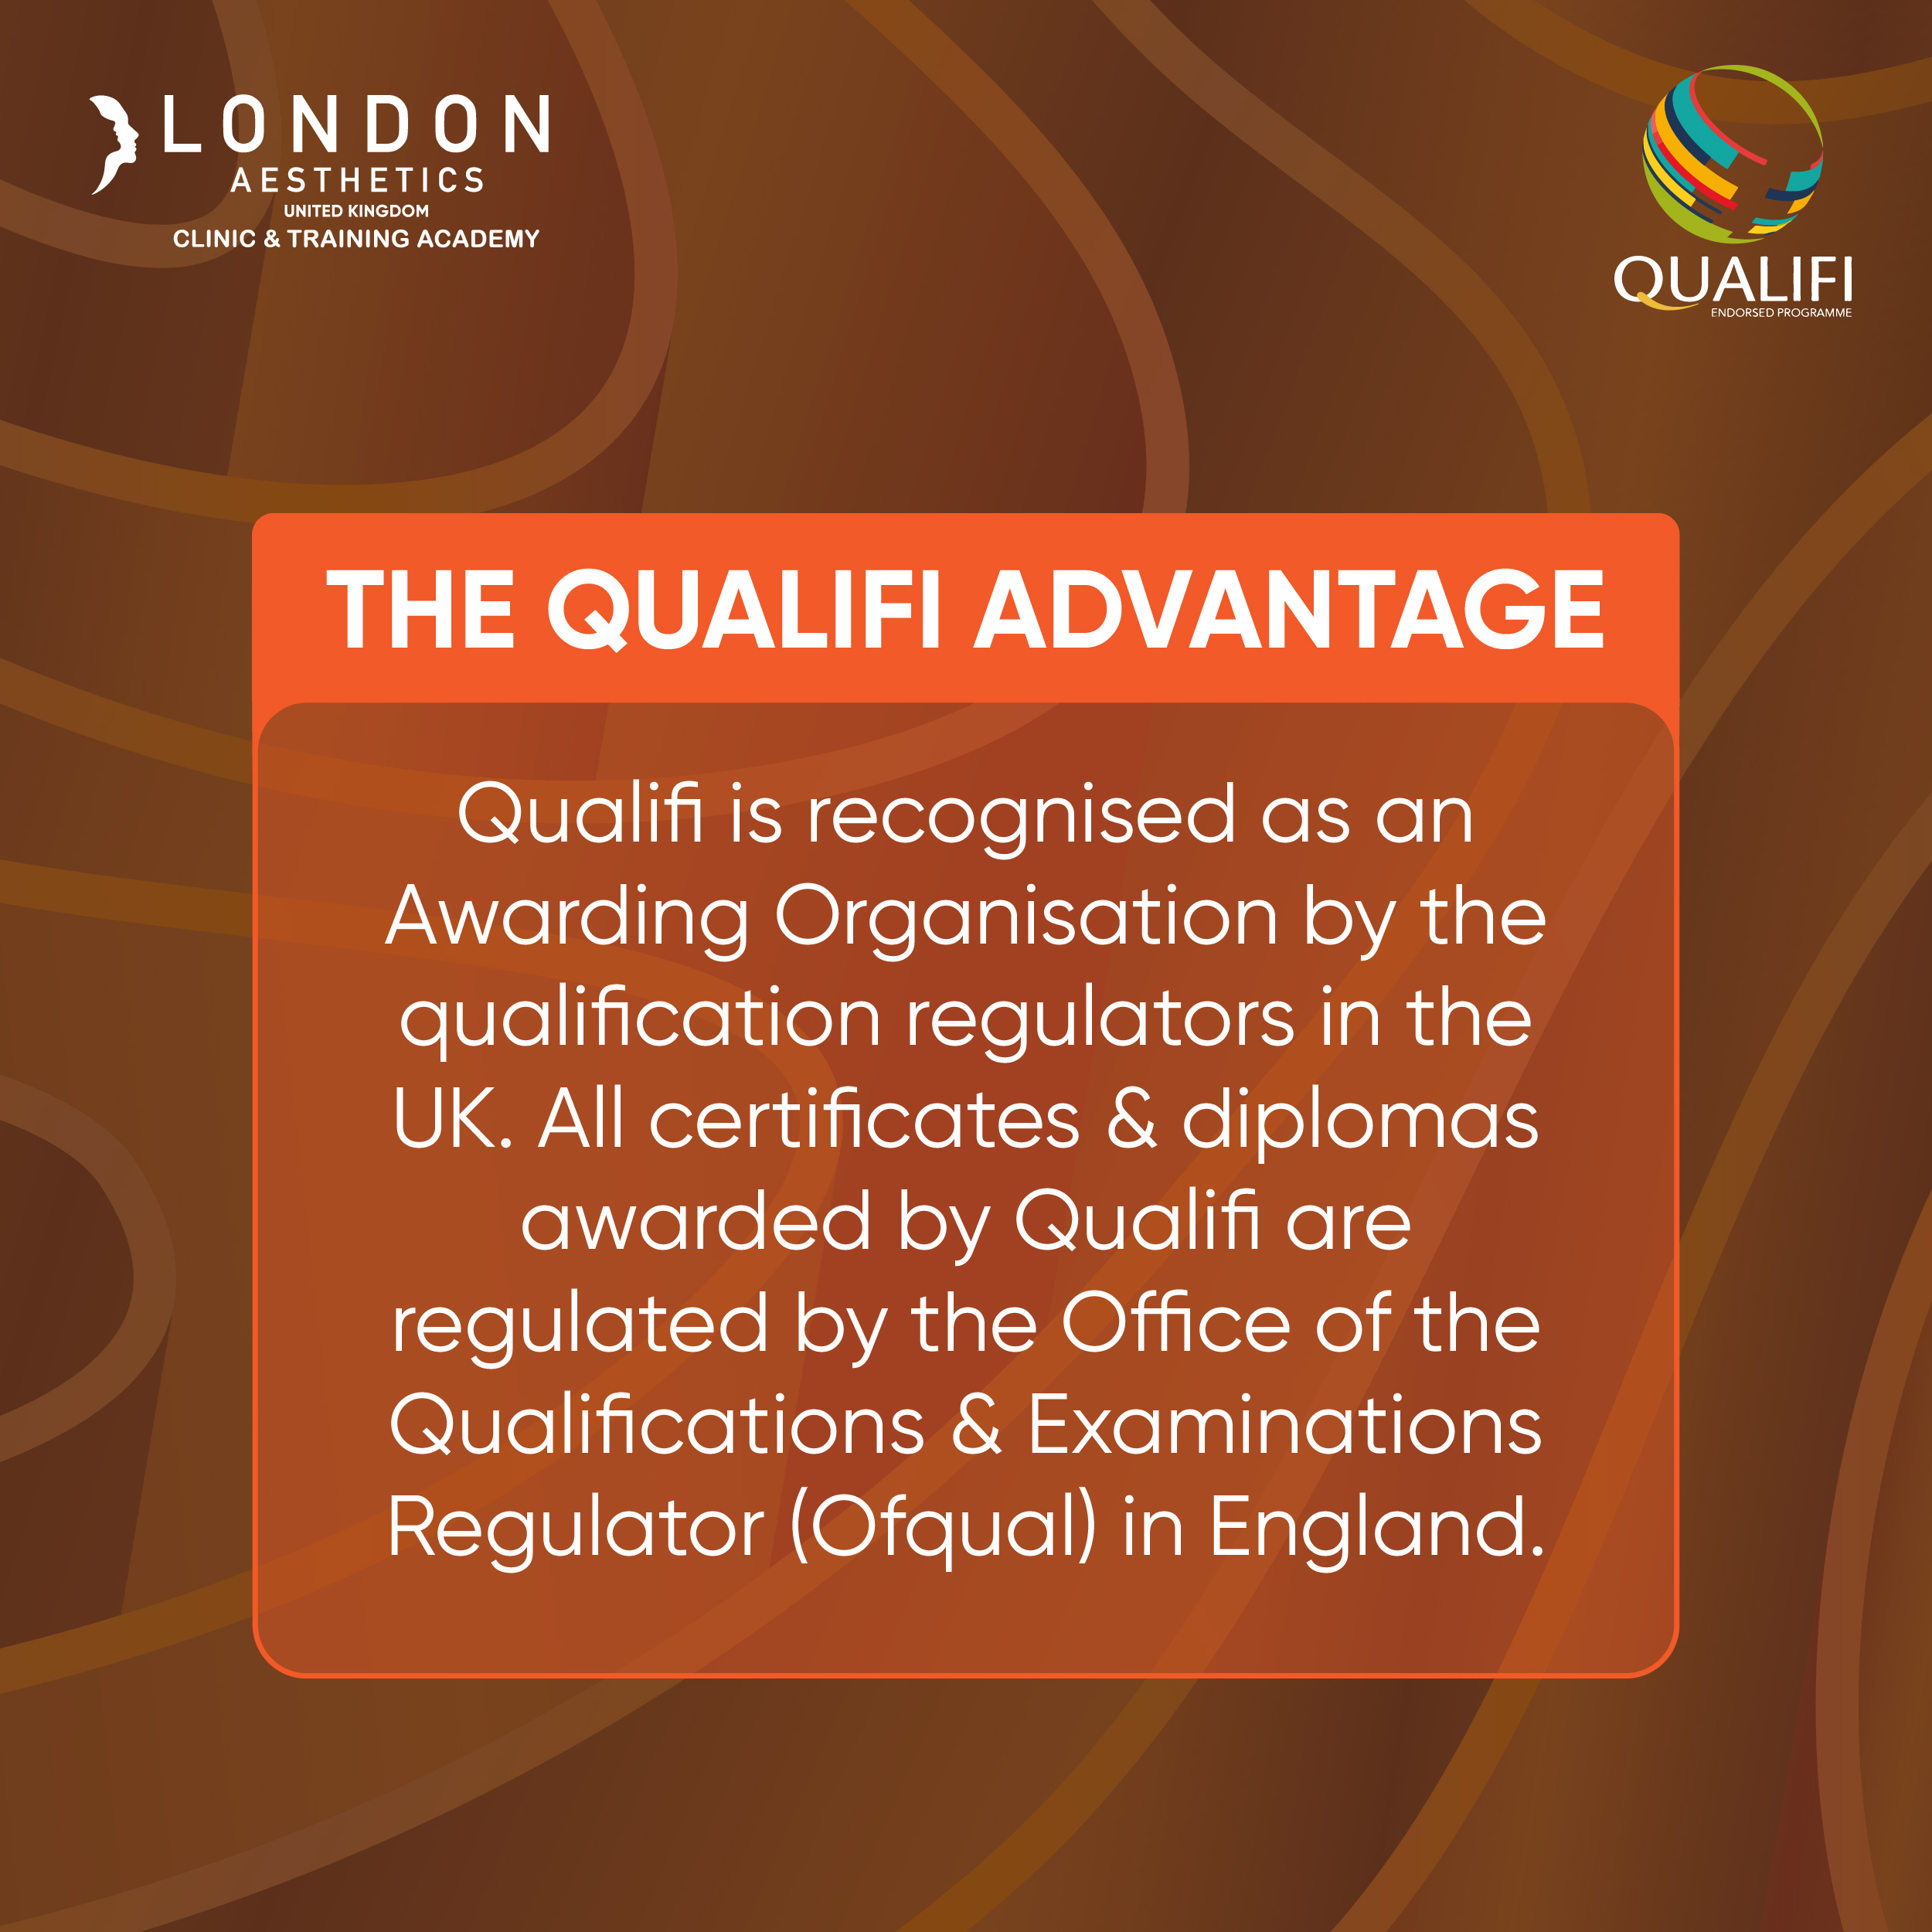 LONDON
AESTHETICS
UNITED KINGDOM
CLINIC & TRAINING ACADEMY
QUALIFI
ENDORSED PROGRAMME
THE QUALIFI ADVANTAGE
Qualifi is recognised as an
Awarding Organisation by the
qualification regulators in the
UK. All certificates & diplomas
awarded by Qualifi are
regulated by the Office of the
Qualifications & Examinations
Regulator (Ofqual) in England.